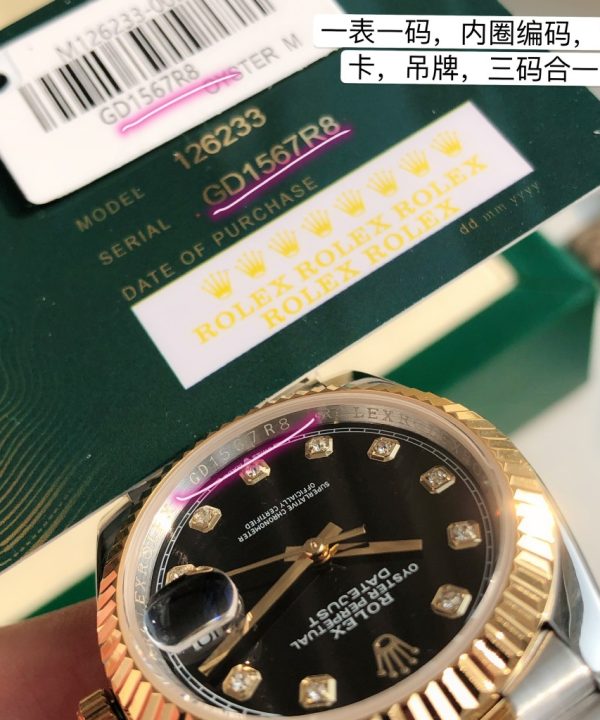 一表一码，内圈编码，
卡，吊牌，三码合一
M126233-00
GD1567R8
OYSTER M
MODEL 126233
SERIAL GD1567R8
DATE OF PURCHASE
dd mm yyyy
ROLEX ROLEX ROLEX
ROLEX ROLEX
GD1567R8
ROLEX
OYSTER PERPETUAL
DATEJUST
SUPERLATIVE CHRONOMETER
OFFICIALLY CERTIFIED